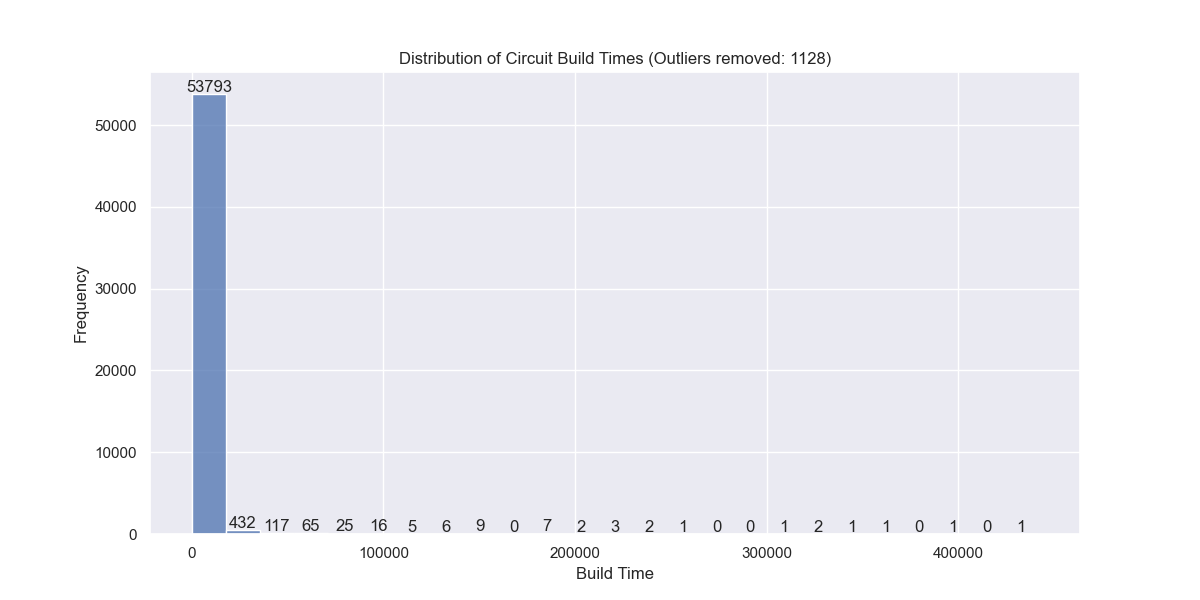 Distribution of Circuit Build Times (Outliers removed: 1128)
53793
50000
40000
Frequency
30000
20000
10000
432 117 65 25 16 5 6 9 0 7 2 3 2 1 0 0 1 2 1 1 0 1 0 1
0
0 100000 200000 300000 400000
Build Time